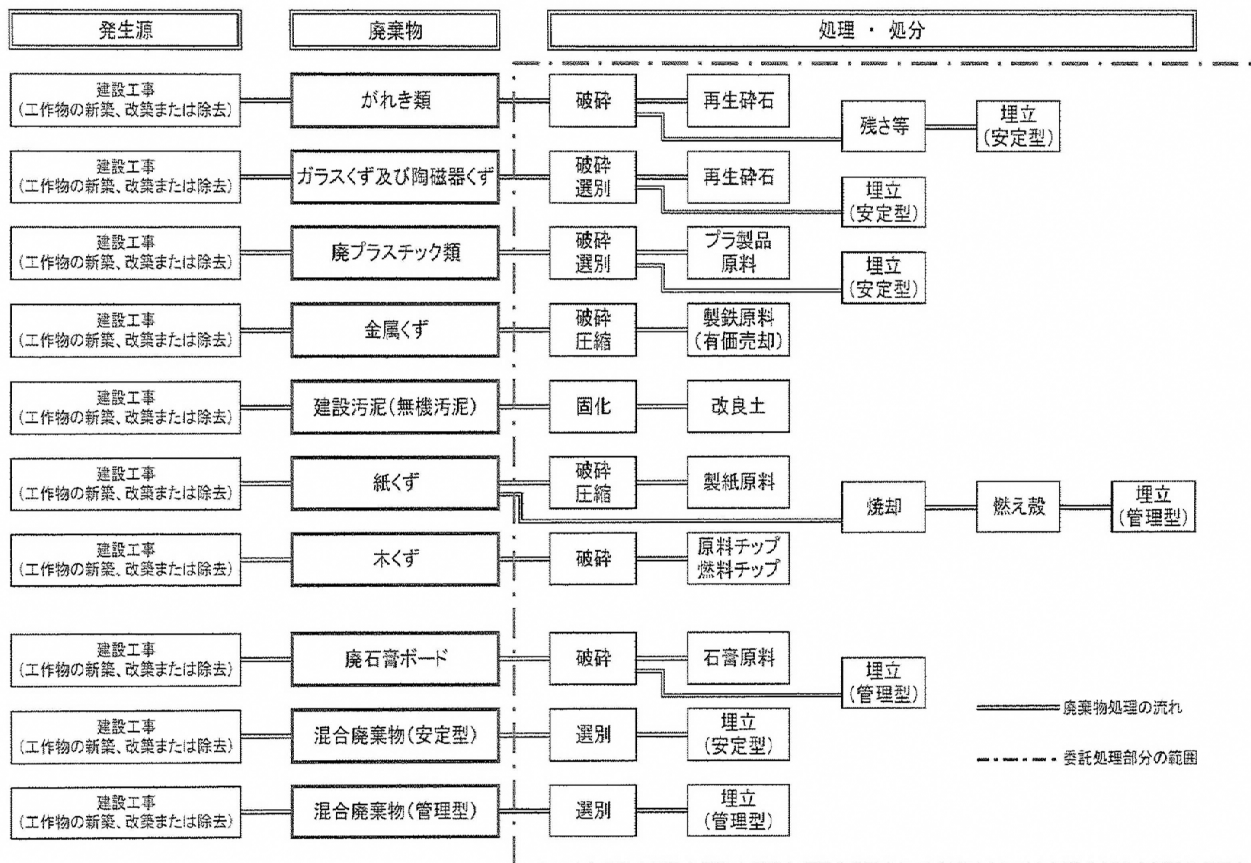 発生源
廃棄物
処理 ・ 処分
建設工事
(工作物の新築、改築または除去)
がれき類
破砕
再生砕石
残さ等
埋立
(安定型)
建設工事
(工作物の新築、改築または除去)
ガラスくず及び陶磁器くず
破砕
選別
再生砕石
埋立
(安定型)
建設工事
(工作物の新築、改築または除去)
廃プラスチック類
破砕
選別
プラ製品
原料
埋立
(安定型)
建設工事
(工作物の新築、改築または除去)
金属くず
破砕
圧縮
製鉄原料
(有価売却)
建設工事
(工作物の新築、改築または除去)
建設汚泥(無機汚泥)
固化
改良土
建設工事
(工作物の新築、改築または除去)
紙くず
破砕
圧縮
製紙原料
焼却
燃え殻
埋立
(管理型)
建設工事
(工作物の新築、改築または除去)
木くず
破砕
原料チップ
燃料チップ
建設工事
(工作物の新築、改築または除去)
廃石膏ボード
破砕
石膏原料
埋立
(管理型)
廃棄物処理の流れ
建設工事
(工作物の新築、改築または除去)
混合廃棄物(安定型)
選別
埋立
(安定型)
委託処理部分の範囲
建設工事
(工作物の新築、改築または除去)
混合廃棄物(管理型)
選別
埋立
(管理型)